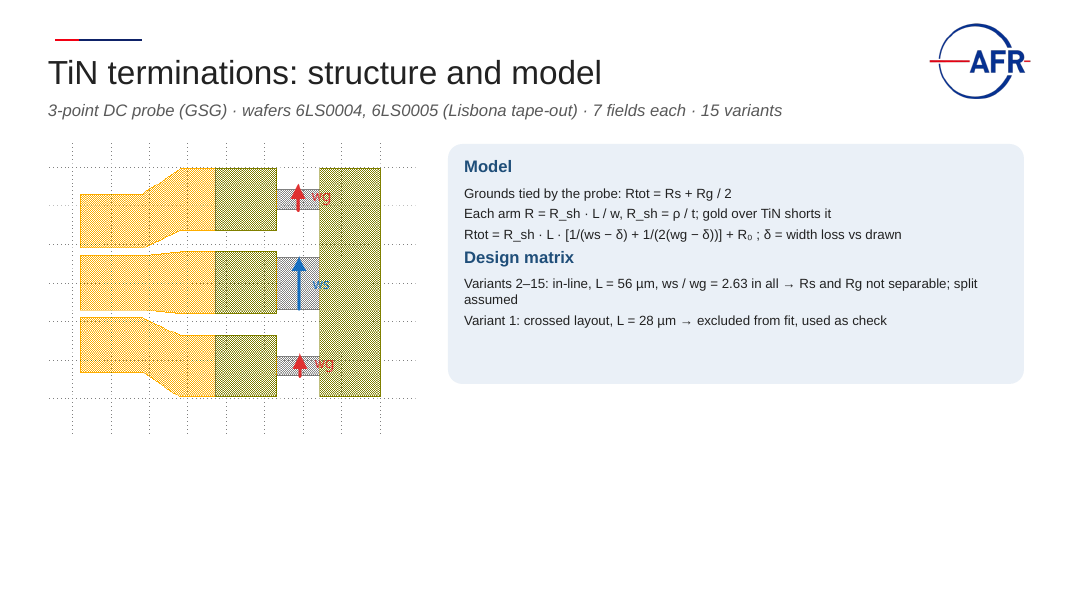 TiN terminations: structure and model
AFR
3-point DC probe (GSG) · wafers 6LS0004, 6LS0005 (Lisbona tape-out) · 7 fields each · 15 variants
wg
ws
wg
Model
Grounds tied by the probe: Rtot = Rs + Rg / 2
Each arm R = R_sh · L / w, R_sh = ρ / t; gold over TiN shorts it
Rtot = R_sh · L · [1/(ws − δ) + 1/(2(wg − δ))] + R₀ ; δ = width loss vs drawn
Design matrix
Variants 2–15: in-line, L = 56 µm, ws / wg = 2.63 in all → Rs and Rg not separable; split
assumed
Variant 1: crossed layout, L = 28 µm → excluded from fit, used as check